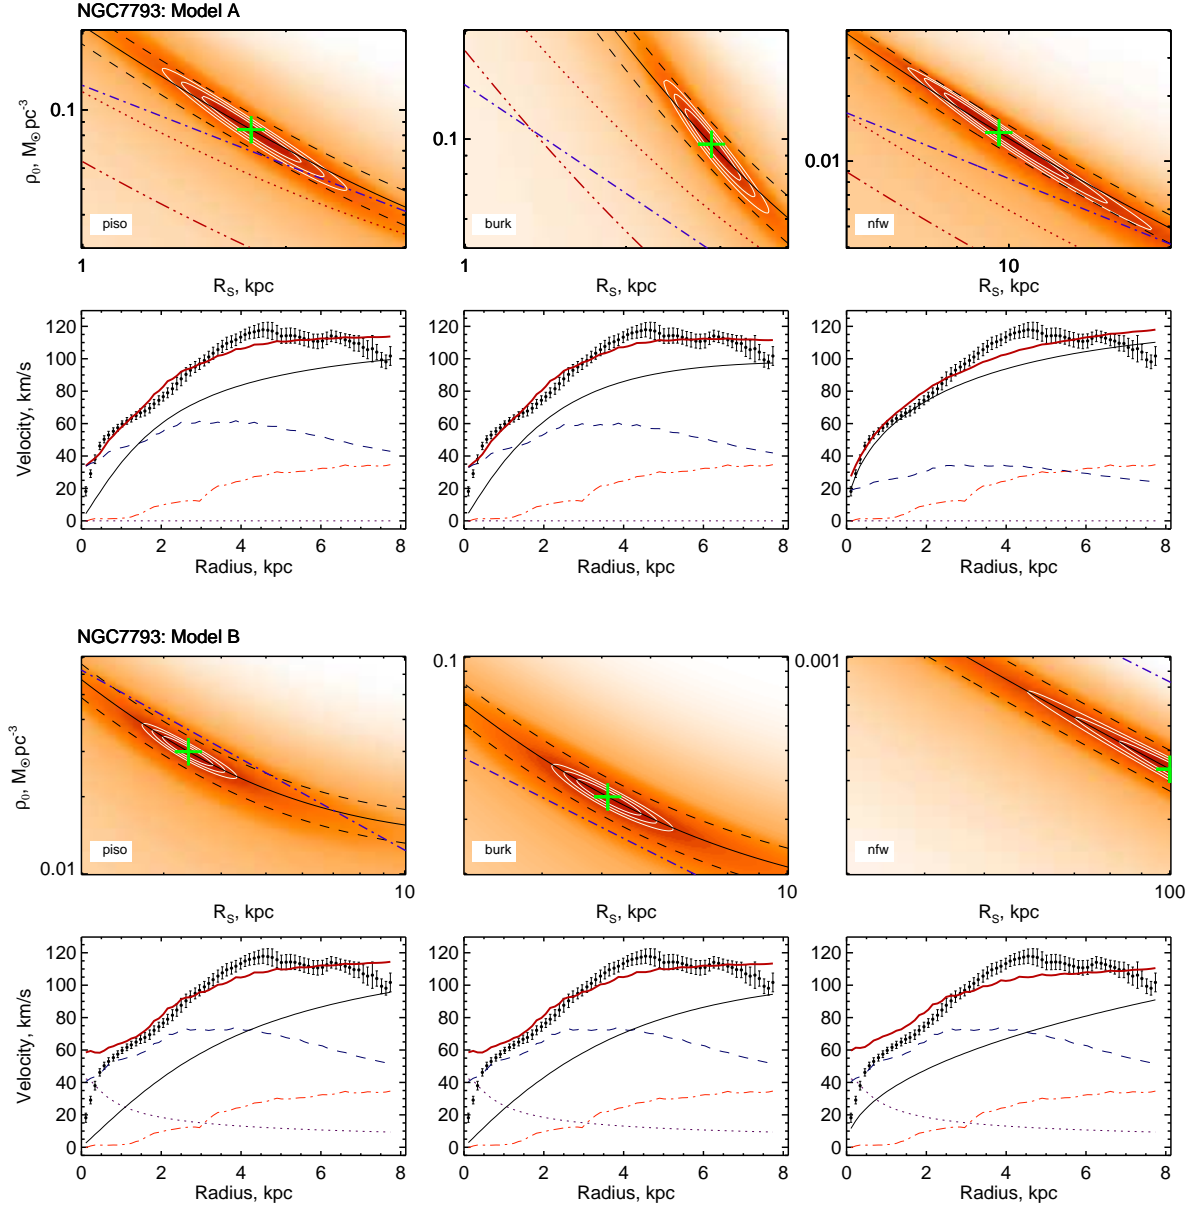 NGC7793: Model A
ρ0, M⊙pc-3
0.1
0.1
0.01
piso
burk
nfw
1
1
10
RS, kpc
RS, kpc
RS, kpc
Velocity, km/s
120
100
80
60
40
20
0
120
100
80
60
40
20
0
120
100
80
60
40
20
0
0 2 4 6 8
0 2 4 6 8
0 2 4 6 8
Radius, kpc
Radius, kpc
Radius, kpc
NGC7793: Model B
ρ0, M⊙pc-3
0.01
0.1
0.001
piso
burk
nfw
10
10
100
RS, kpc
RS, kpc
RS, kpc
Velocity, km/s
120
100
80
60
40
20
0
120
100
80
60
40
20
0
120
100
80
60
40
20
0
0 2 4 6 8
0 2 4 6 8
0 2 4 6 8
Radius, kpc
Radius, kpc
Radius, kpc